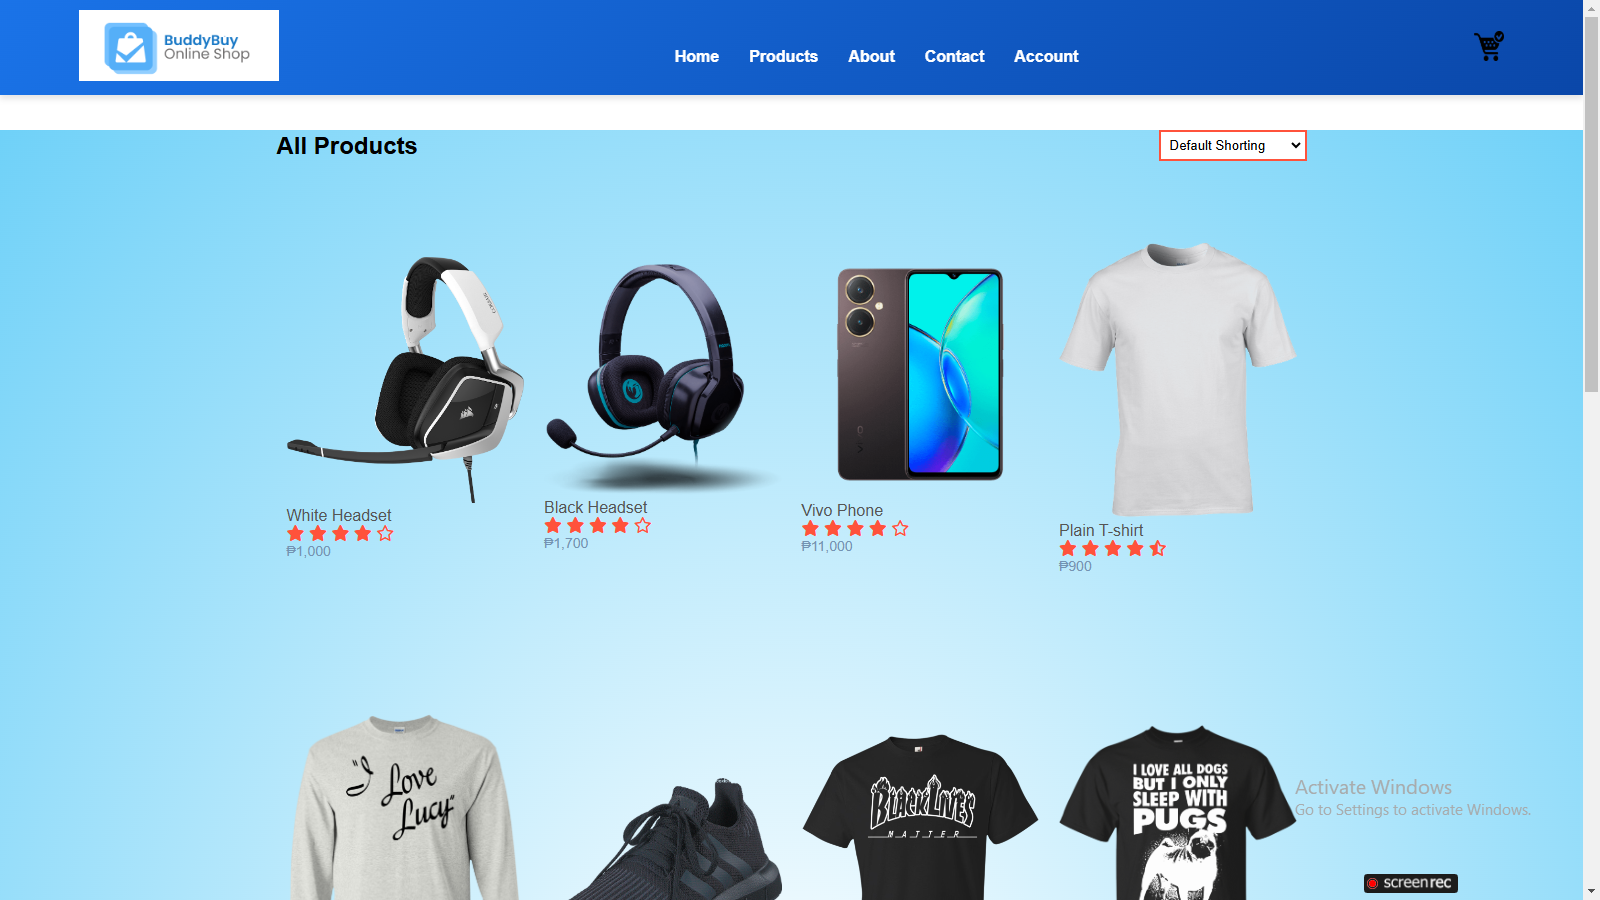 BuddyBuy
Online Shop
Home Products About Contact Account
All Products
Default Shorting
White Headset
₱1,000
Black Headset
₱1,700
Vivo Phone
₱11,000
Plain T-shirt
₱900
"I Love
Lucy"
BLACK LIVES
MATTER
I LOVE ALL DOGS
BUT I ONLY
SLEEP WITH
PUGS
Activate Windows
Go to Settings to activate Windows.
screenrec